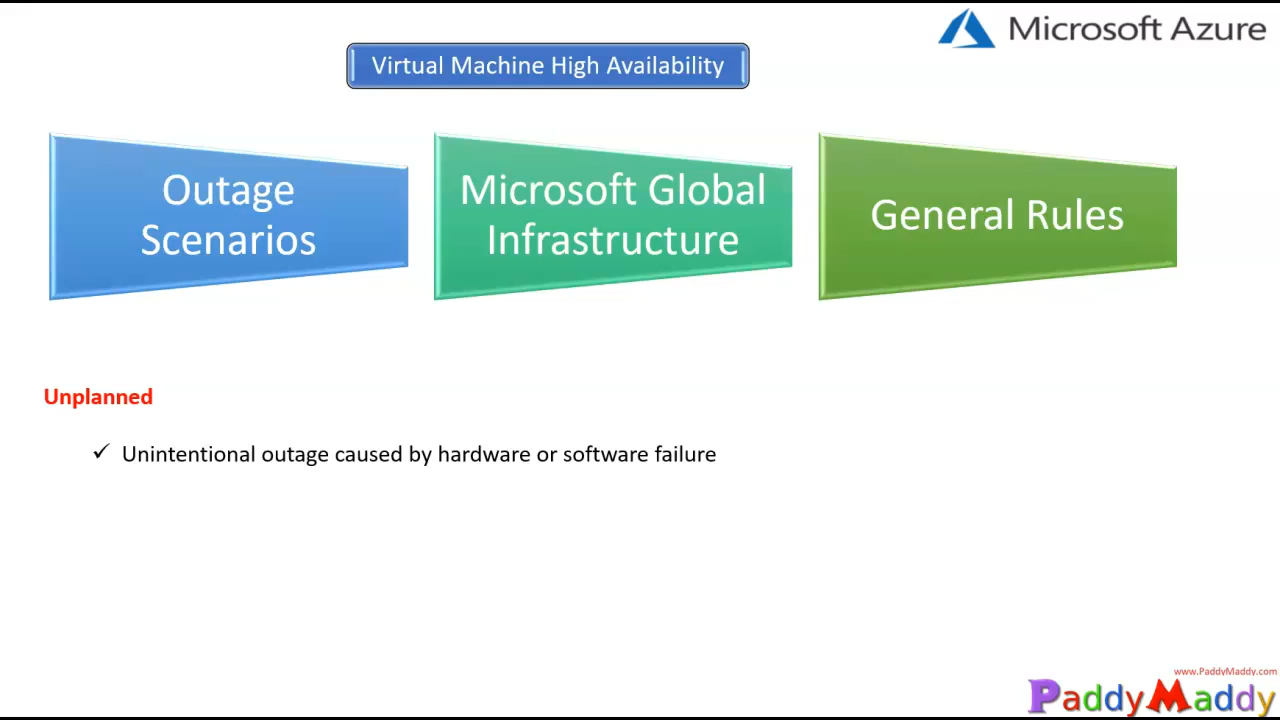 Microsoft Azure
Virtual Machine High Availability
Outage
Scenarios
Microsoft Global
Infrastructure
General Rules
Unplanned
✓ Unintentional outage caused by hardware or software failure
www.PaddyMaddy.com
PaddyMaddy